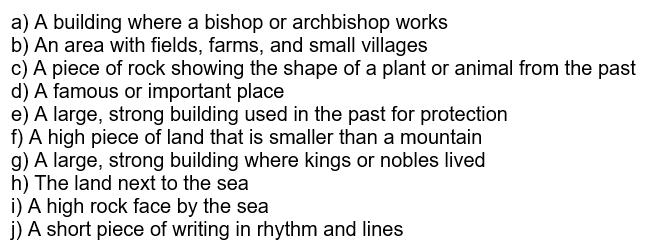 a) A building where a bishop or archbishop works
b) An area with fields, farms, and small villages
c) A piece of rock showing the shape of a plant or animal from the past
d) A famous or important place
e) A large, strong building used in the past for protection
f) A high piece of land that is smaller than a mountain
g) A large, strong building where kings or nobles lived
h) The land next to the sea
i) A high rock face by the sea
j) A short piece of writing in rhythm and lines